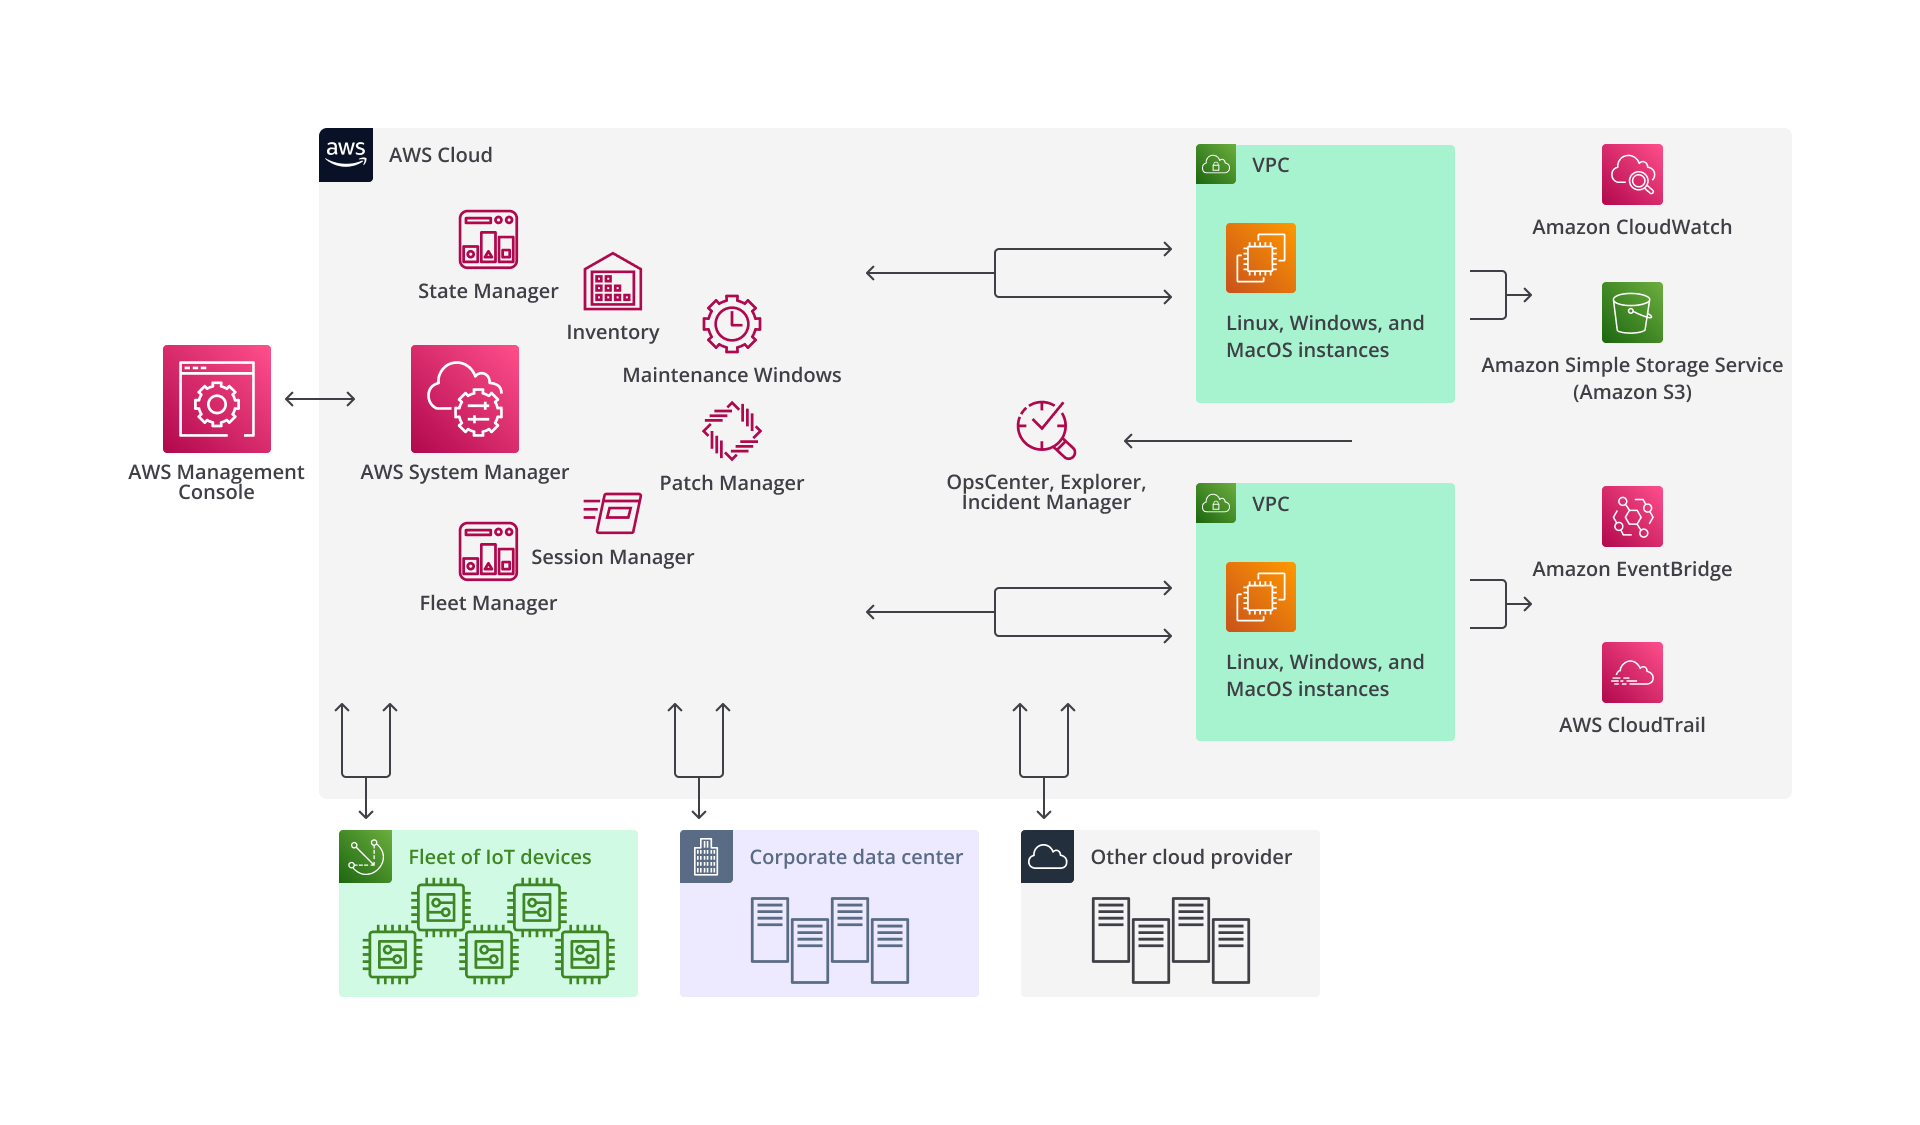 aws
AWS Cloud
State Manager
Inventory
Maintenance Windows
AWS Management
Console
AWS System Manager
Patch Manager
Session Manager
Fleet Manager
OpsCenter, Explorer,
Incident Manager
VPC
Linux, Windows, and
MacOS instances
VPC
Linux, Windows, and
MacOS instances
Amazon CloudWatch
Amazon Simple Storage Service
(Amazon S3)
Amazon EventBridge
AWS CloudTrail
Fleet of IoT devices
Corporate data center
Other cloud provider